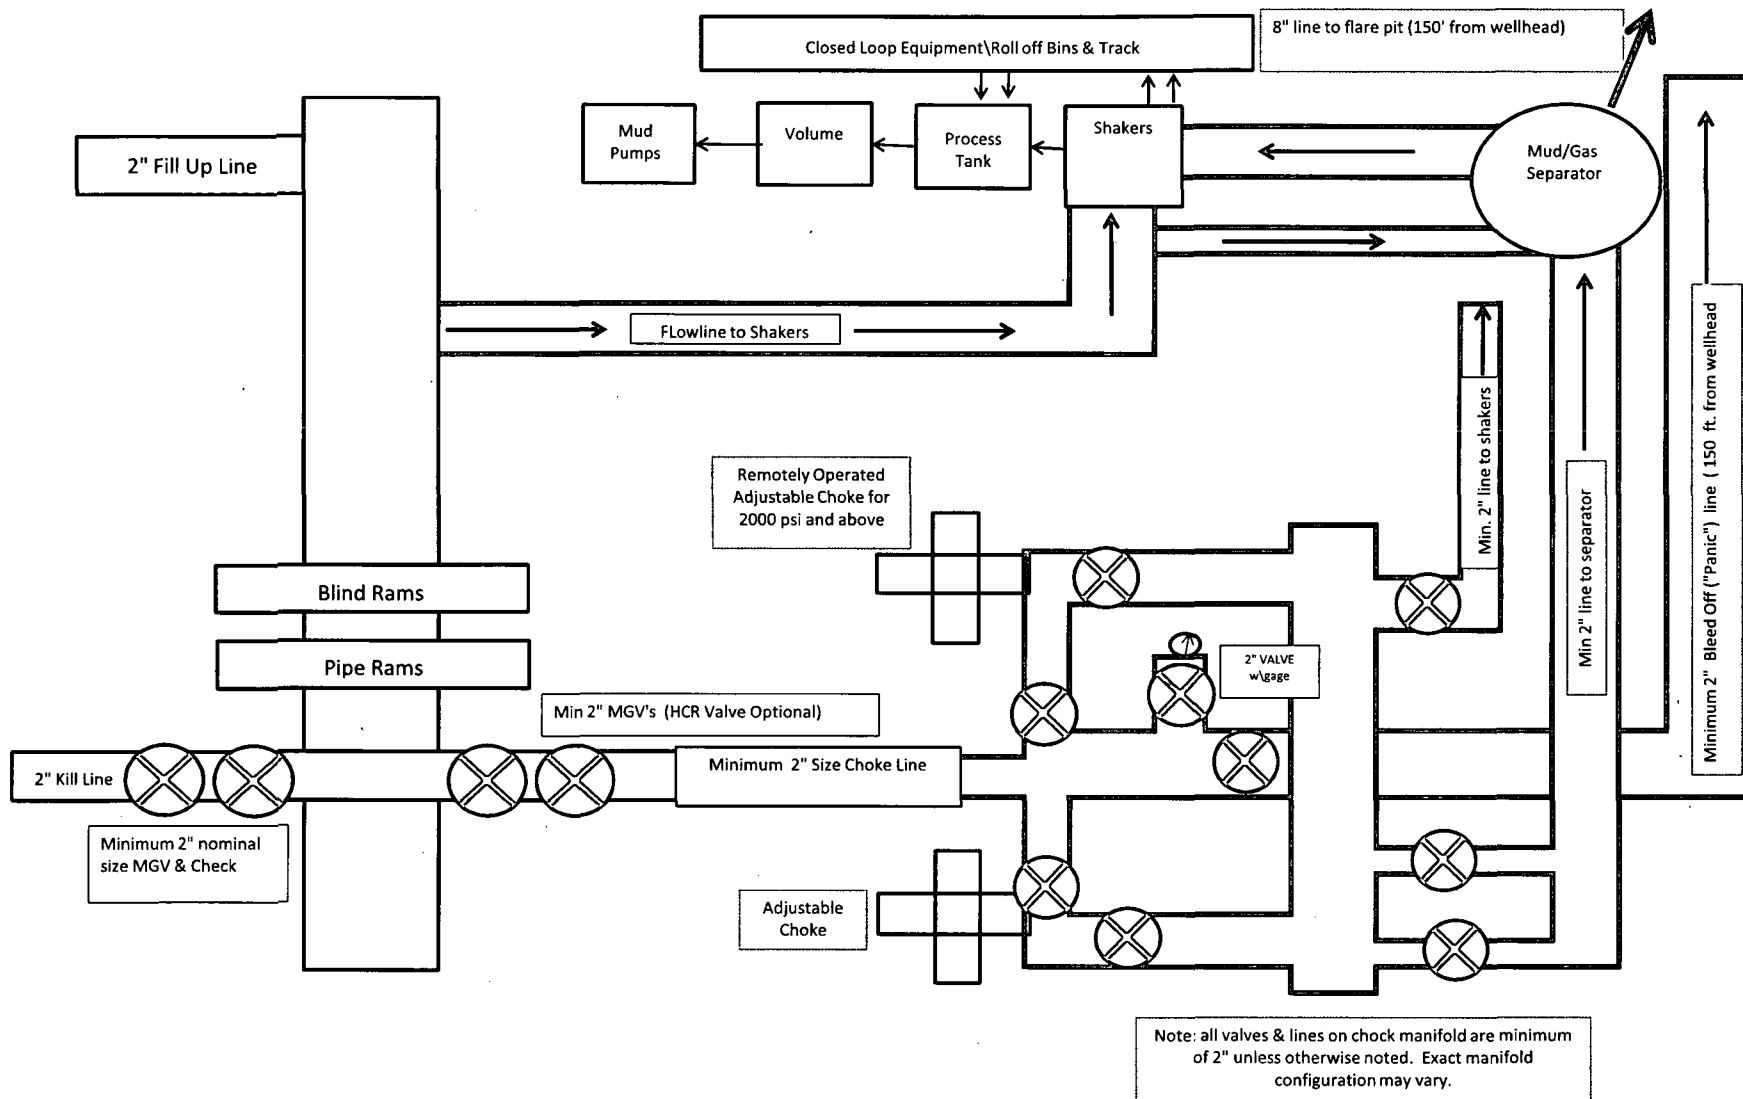 Closed Loop Equipment\Roll off Bins & Track
8" line to flare pit (150' from wellhead)
2" Fill Up Line
Mud
Pumps
Volume
Process
Tank
Shakers
Mud/Gas
Separator
FLowline to Shakers
Remotely Operated
Adjustable Choke for
2000 psi and above
Blind Rams
Pipe Rams
Min 2" MGV's (HCR Valve Optional)
2" Kill Line
Minimum 2" Size Choke Line
Minimum 2" nominal
size MGV & Check
2" VALVE
w\gage
Min. 2" line to shakers
Min 2" line to separator
Minimum 2" Bleed Off ("Panic") line ( 150 ft. from wellhead
Adjustable
Choke
Note: all valves & lines on chock manifold are minimum
of 2" unless otherwise noted. Exact manifold
configuration may vary.